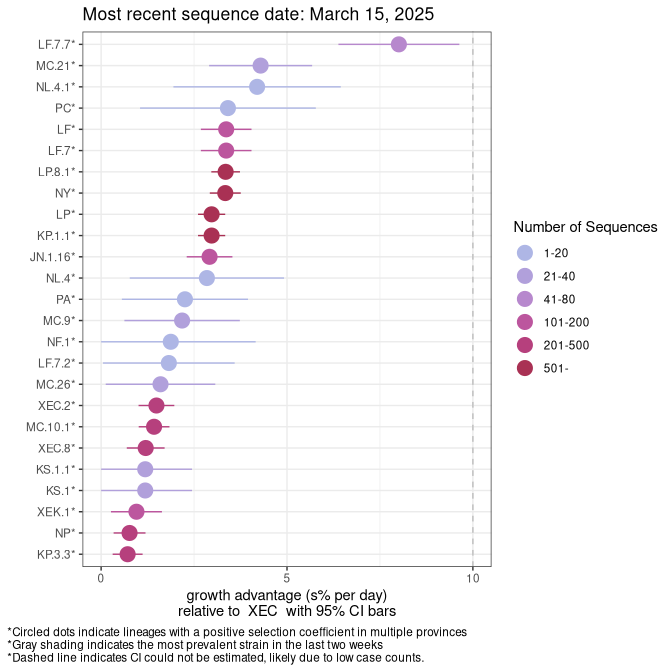 Most recent sequence date: March 15, 2025
LF.7.7*
MC.21*
NL.4.1*
PC*
LF*
LF.7*
LP.8.1*
NY*
LP*
KP.1.1*
JN.1.16*
NL.4*
PA*
MC.9*
NF.1*
LF.7.2*
MC.26*
XEC.2*
MC.10.1*
XEC.8*
KS.1.1*
KS.1*
XEK.1*
NP*
KP.3.3*
0 5 10
growth advantage (s% per day)
relative to XEC with 95% CI bars
Number of Sequences
1-20
21-40
41-80
101-200
201-500
501-
*Circled dots indicate lineages with a positive selection coefficient in multiple provinces
*Gray shading indicates the most prevalent strain in the last two weeks
*Dashed line indicates CI could not be estimated, likely due to low case counts.